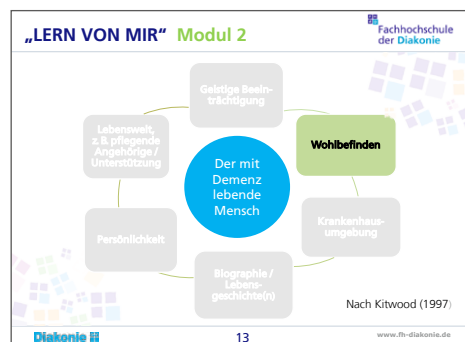 „LERN VON MIR“ Modul 2
Fachhochschule
der Diakonie
Geistige Beein-
trächtigung
Lebenswelt,
z. B. pflegende
Angehörige /
Unterstützung
Wohlbefinden
Der mit
Demenz
lebende
Mensch
Persönlichkeit
Krankenhaus-
umgebung
Biographie /
Lebens-
geschichte(n)
Nach Kitwood (1997)
Diakonie
13
www.fh-diakonie.de